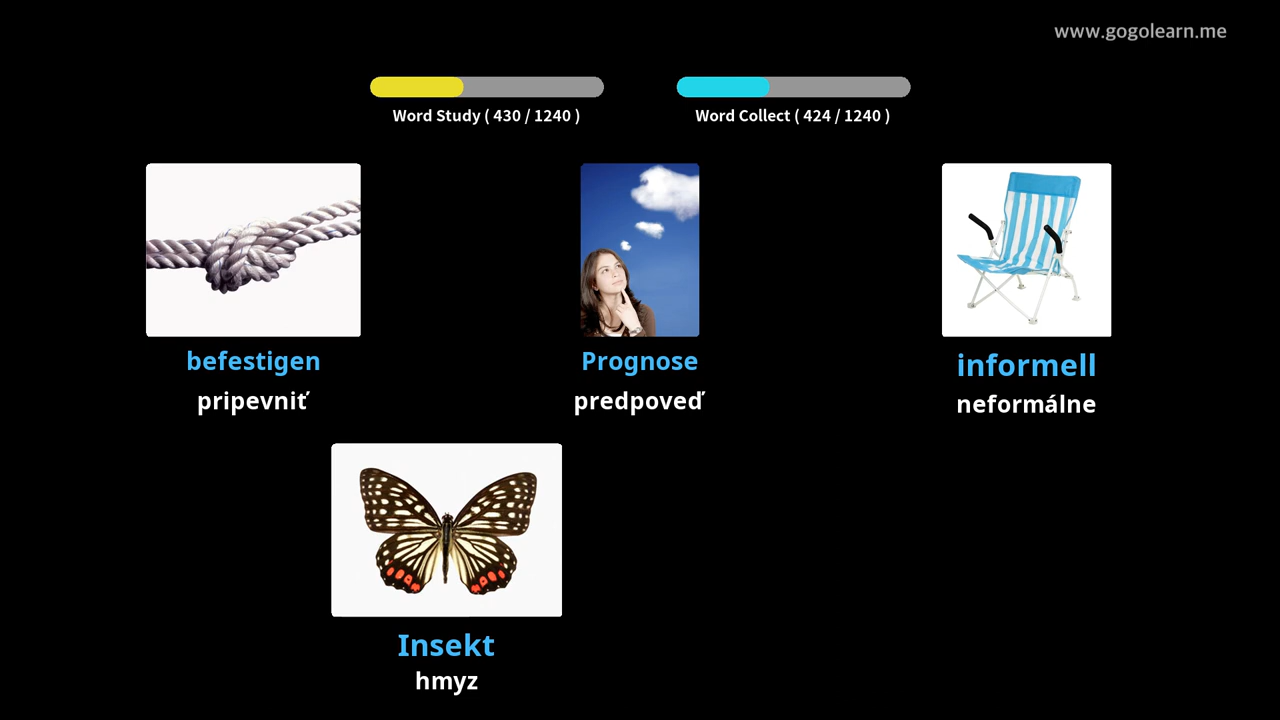 www.gogolearn.me
Word Study ( 430 / 1240 )
Word Collect ( 424 / 1240 )
befestigen
pripevniť
Prognose
predpoveď
informell
neformálne
Insekt
hmyz